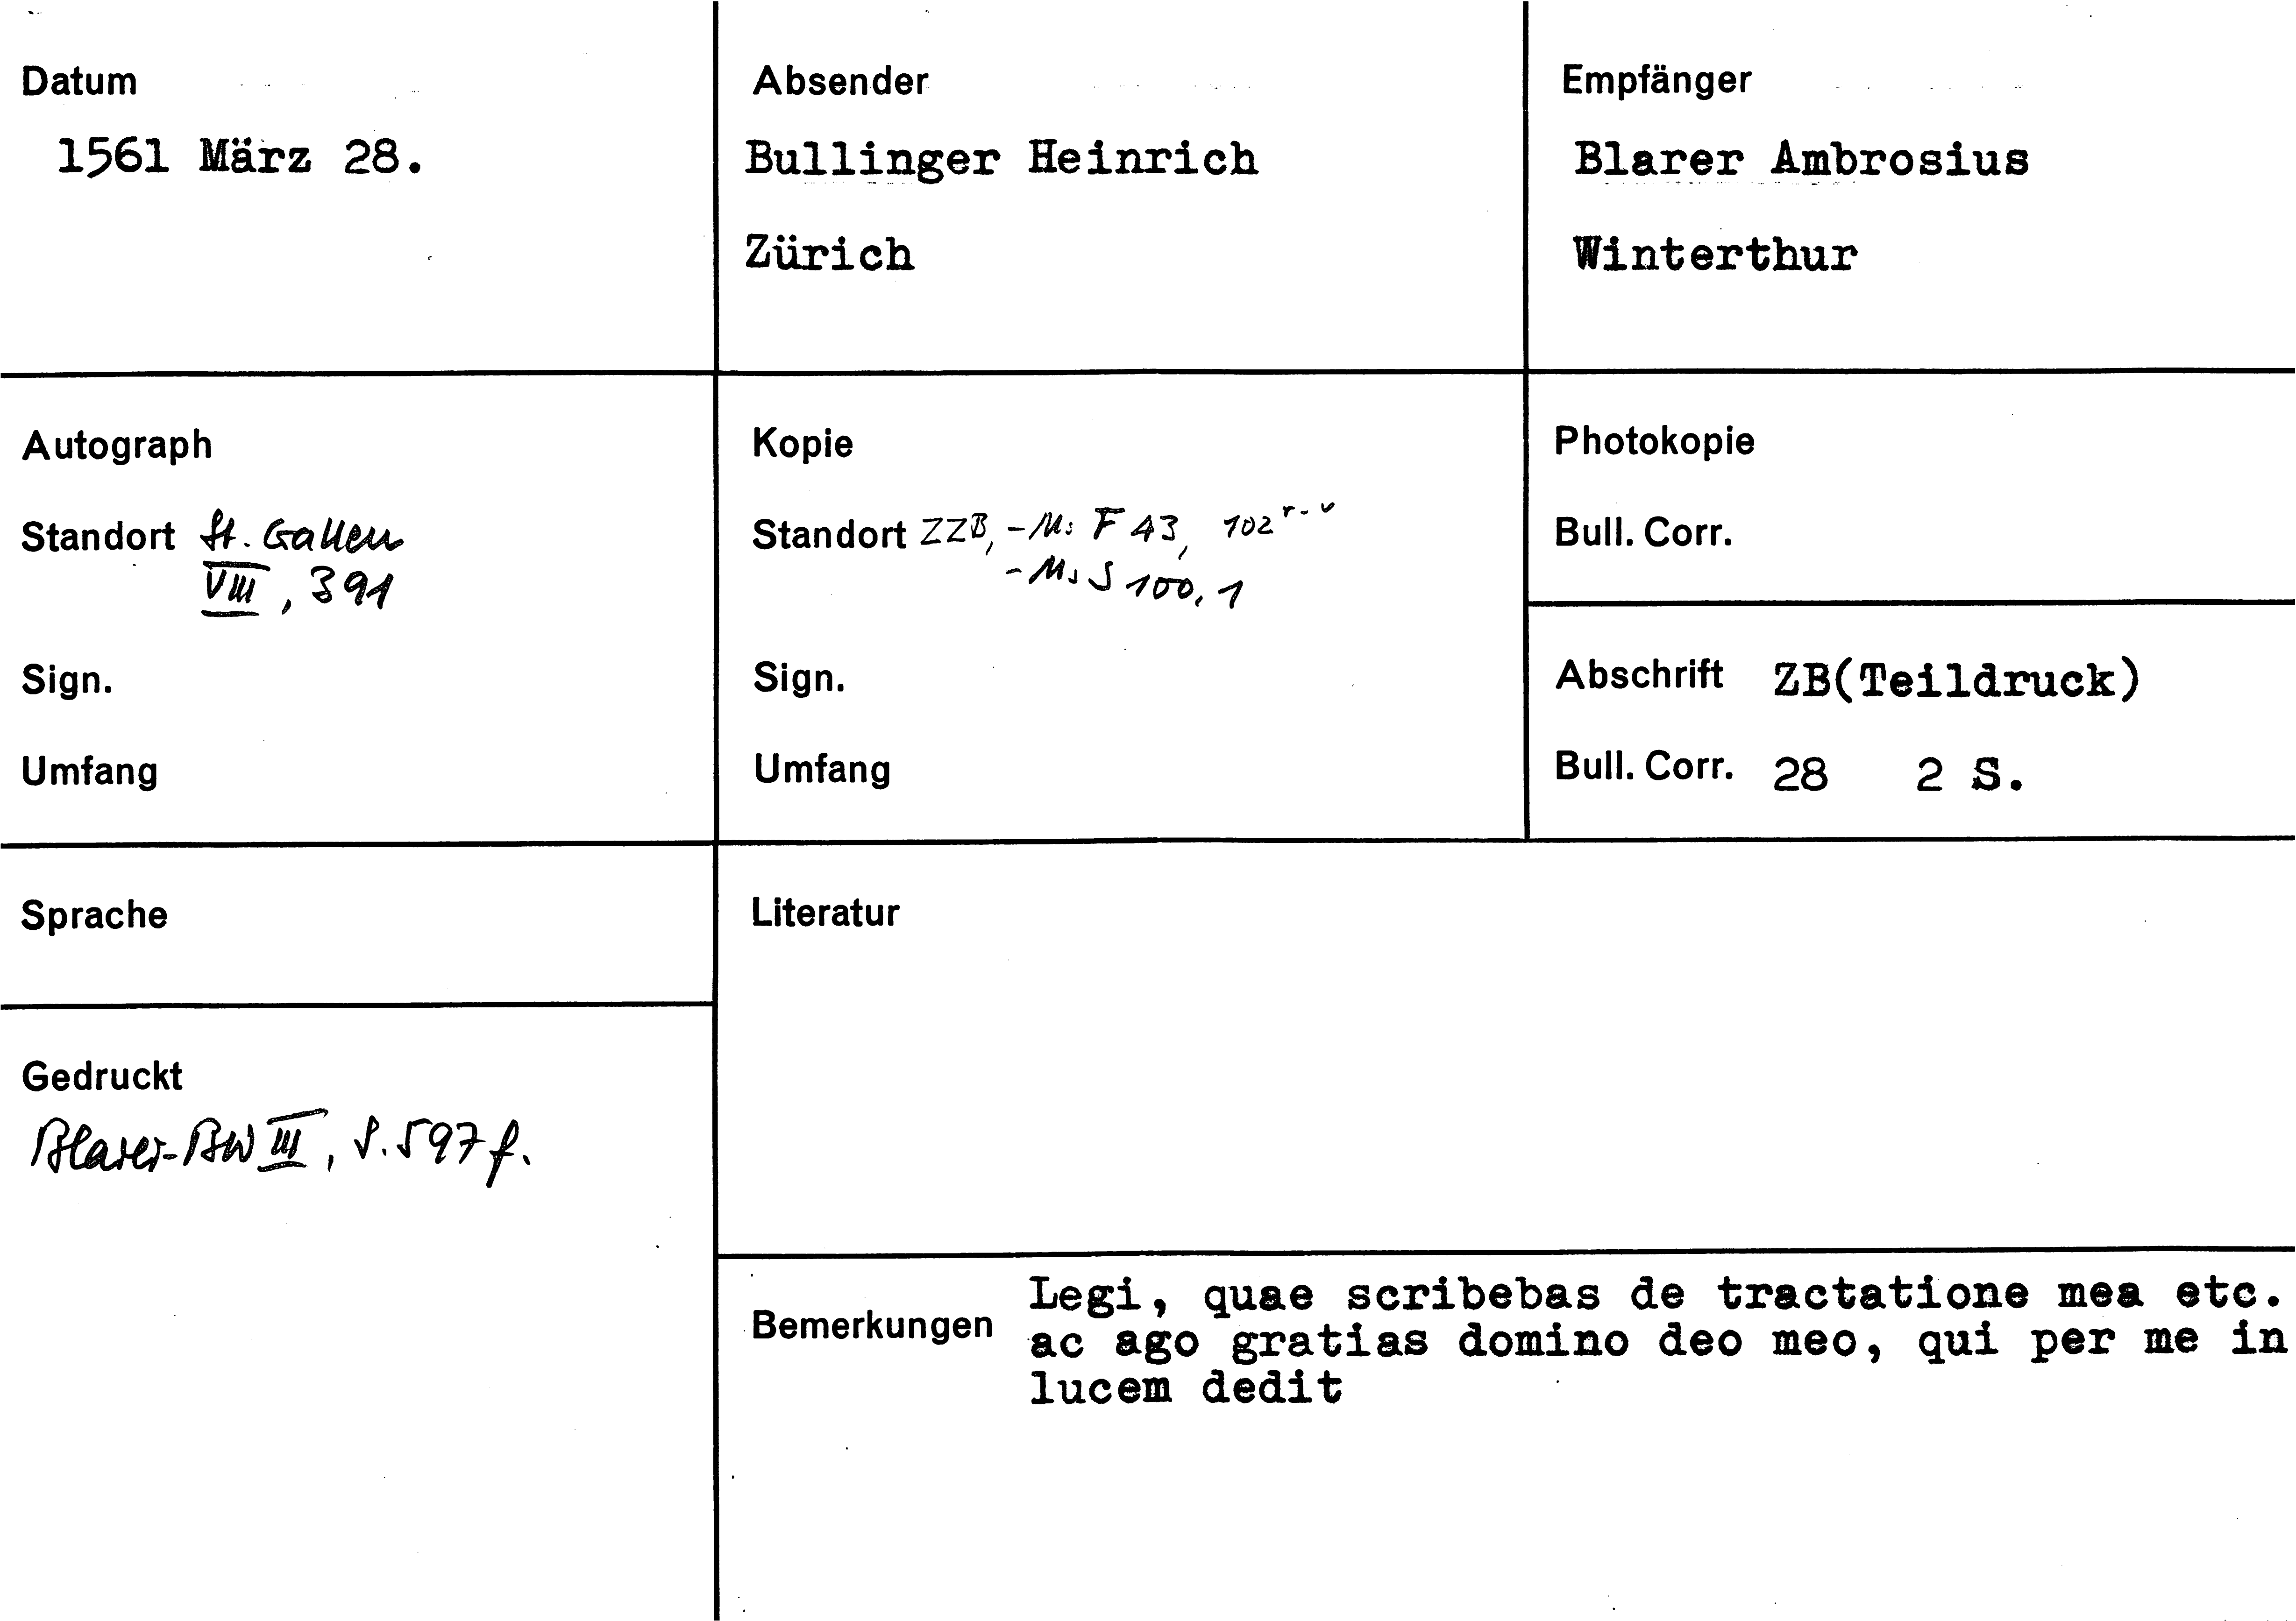 Datum
1561 März 28.
Absender
Bullinger Heinrich
Zürich
Empfänger
Blarer Ambrosius
Winterthur
Autograph
Standort St. Gallen
VIII, 391
Sign.
Umfang
Kopie
Standort ZZB, - Ms F 43, 102 r-v
- Ms S 100, 1
Sign.
Umfang
Photokopie
Bull. Corr.
Abschrift ZB(Teildruck)
Bull. Corr. 28 2 S.
Sprache
Gedruckt
Blarer-BW III, S. 597 f.
Literatur
Bemerkungen
Legi, quae scribebas de tractatione mea etc.
ac ago gratias domino deo meo, qui per me in
lucem dedit